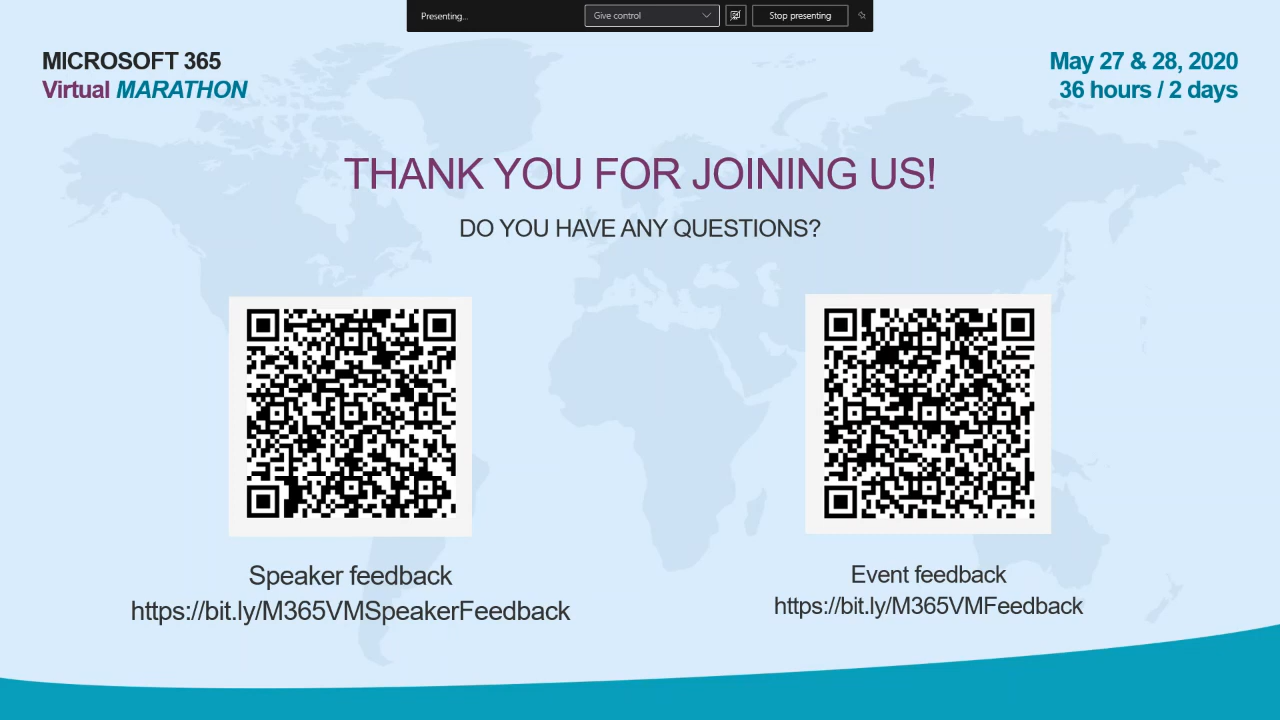 Presenting...
Give control
Stop presenting
MICROSOFT 365
Virtual MARATHON
May 27 & 28, 2020
36 hours / 2 days
THANK YOU FOR JOINING US!
DO YOU HAVE ANY QUESTIONS?
Speaker feedback
https://bit.ly/M365VMSpeakerFeedback
Event feedback
https://bit.ly/M365VMFeedback